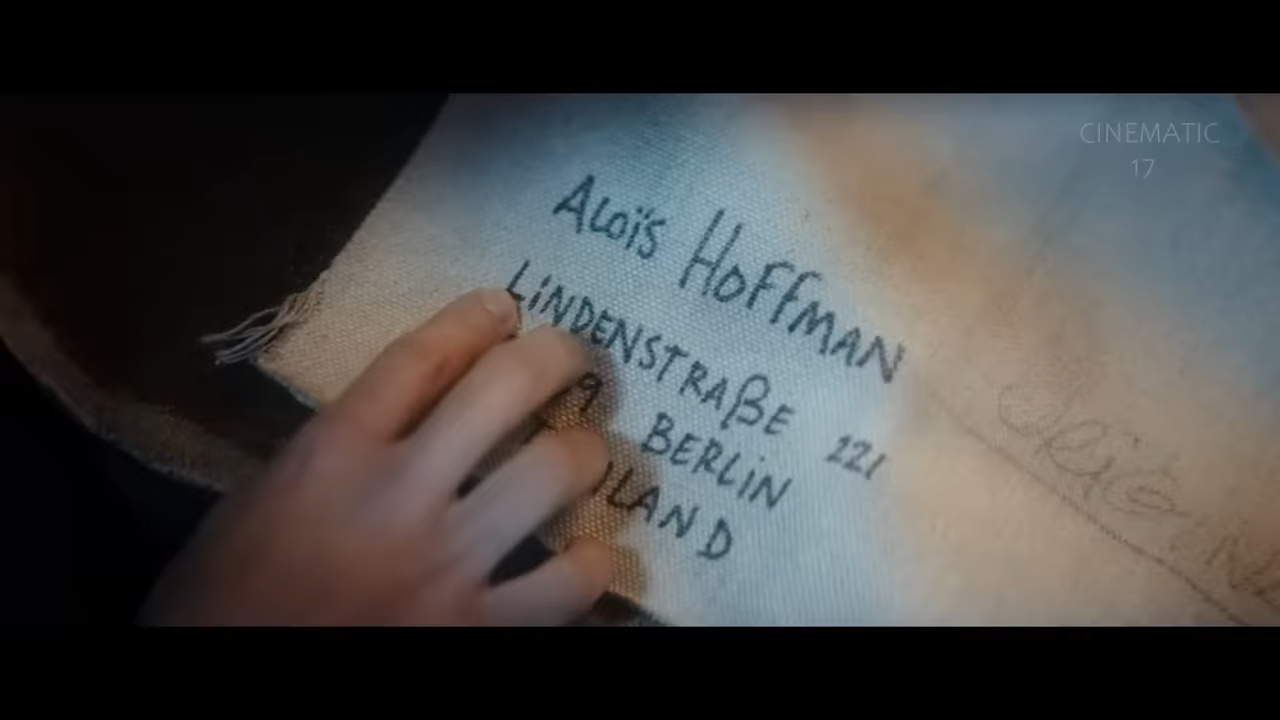 CINEMATIC
17
ALOÏS HOFFMAN
LINDENSTRAßE 221
BERLIN